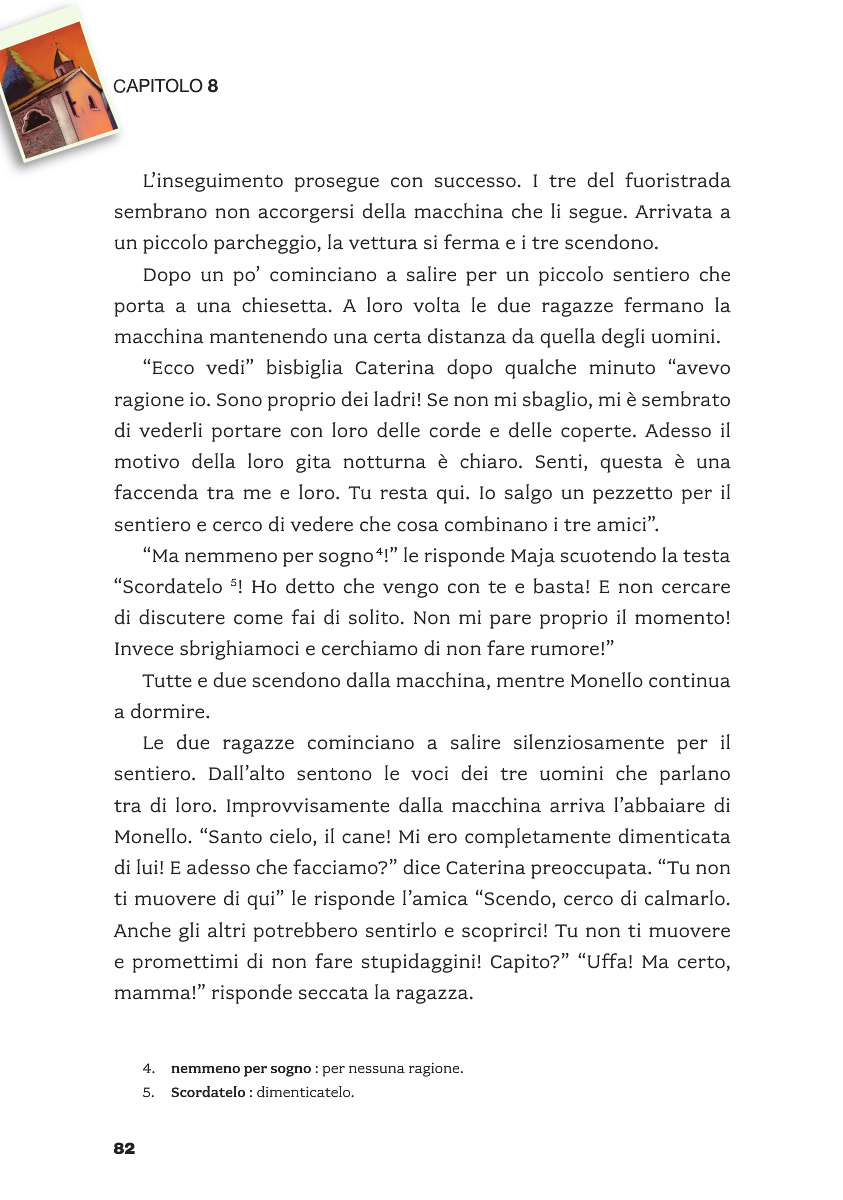 CAPITOLO 8
L’inseguimento prosegue con successo. I tre del fuoristrada
sembrano non accorgersi della macchina che li segue. Arrivata a
un piccolo parcheggio, la vettura si ferma e i tre scendono.
Dopo un po’ cominciano a salire per un piccolo sentiero che
porta a una chiesetta. A loro volta le due ragazze fermano la
macchina mantenendo una certa distanza da quella degli uomini.
“Ecco vedi” bisbiglia Caterina dopo qualche minuto “avevo
ragione io. Sono proprio dei ladri! Se non mi sbaglio, mi è sembrato
di vederli portare con loro delle corde e delle coperte. Adesso il
motivo della loro gita notturna è chiaro. Senti, questa è una
faccenda tra me e loro. Tu resta qui. Io salgo un pezzetto per il
sentiero e cerco di vedere che cosa combinano i tre amici”.
“Ma nemmeno per sogno⁴!” le risponde Maja scuotendo la testa
“Scordatelo ⁵! Ho detto che vengo con te e basta! E non cercare
di discutere come fai di solito. Non mi pare proprio il momento!
Invece sbrighiamoci e cerchiamo di non fare rumore!”
Tutte e due scendono dalla macchina, mentre Monello continua
a dormire.
Le due ragazze cominciano a salire silenziosamente per il
sentiero. Dall’alto sentono le voci dei tre uomini che parlano
tra di loro. Improvvisamente dalla macchina arriva l’abbaiare di
Monello. “Santo cielo, il cane! Mi ero completamente dimenticata
di lui! E adesso che facciamo?” dice Caterina preoccupata. “Tu non
ti muovere di qui” le risponde l’amica “Scendo, cerco di calmarlo.
Anche gli altri potrebbero sentirlo e scoprirci! Tu non ti muovere
e promettimi di non fare stupidaggini! Capito?” “Uffa! Ma certo,
mamma!” risponde seccata la ragazza.
4. nemmeno per sogno : per nessuna ragione.
5. Scordatelo : dimenticatelo.
82